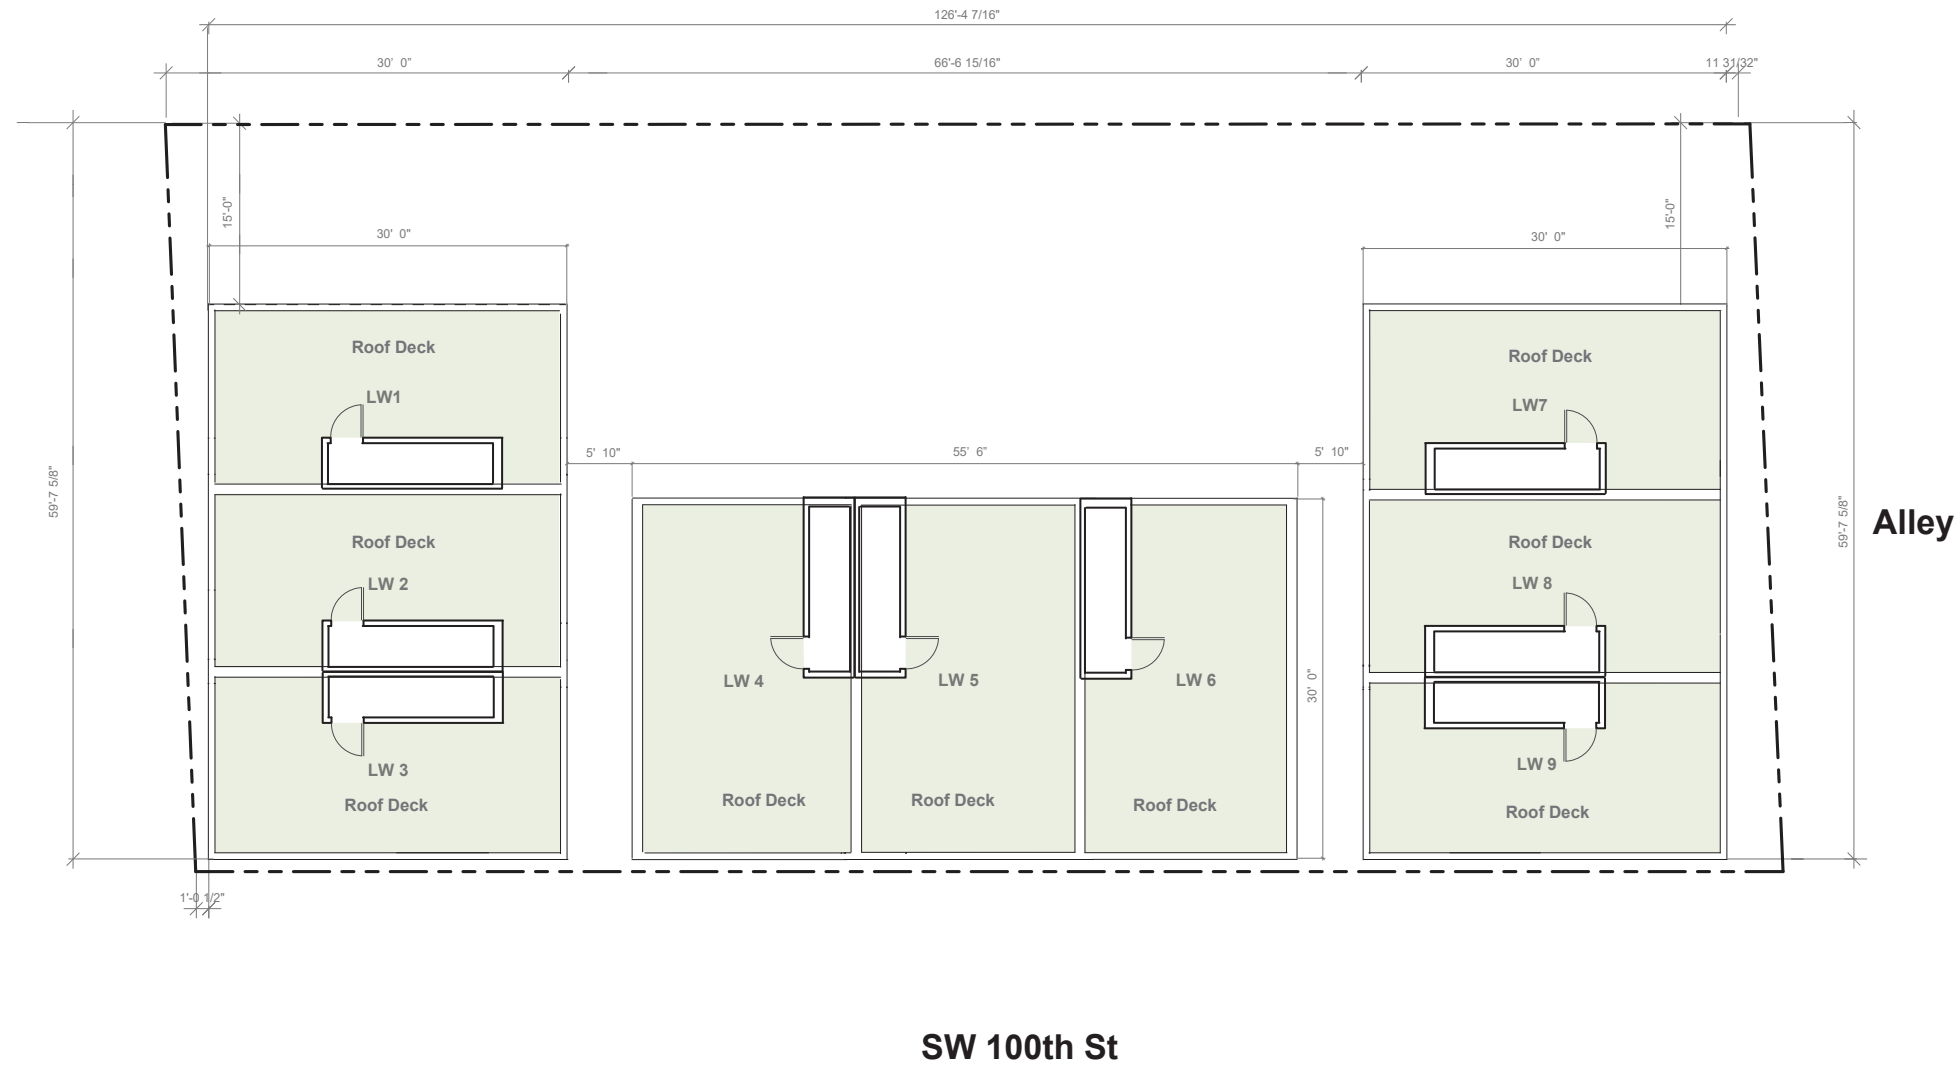 126'-4 7/16"
30' 0"
66'-6 15/16"
30' 0"
11 31/32"
15'-0"
15'-0"
30' 0"
30' 0"
Roof Deck
LW1
Roof Deck
LW7
5' 10"
55' 6"
5' 10"
59'-7 5/8"
59'-7 5/8"
Alley
Roof Deck
LW 2
Roof Deck
LW 8
LW 4
LW 5
LW 6
30' 0"
LW 3
Roof Deck
Roof Deck
Roof Deck
Roof Deck
LW 9
Roof Deck
1'-0 1/2"
SW 100th St